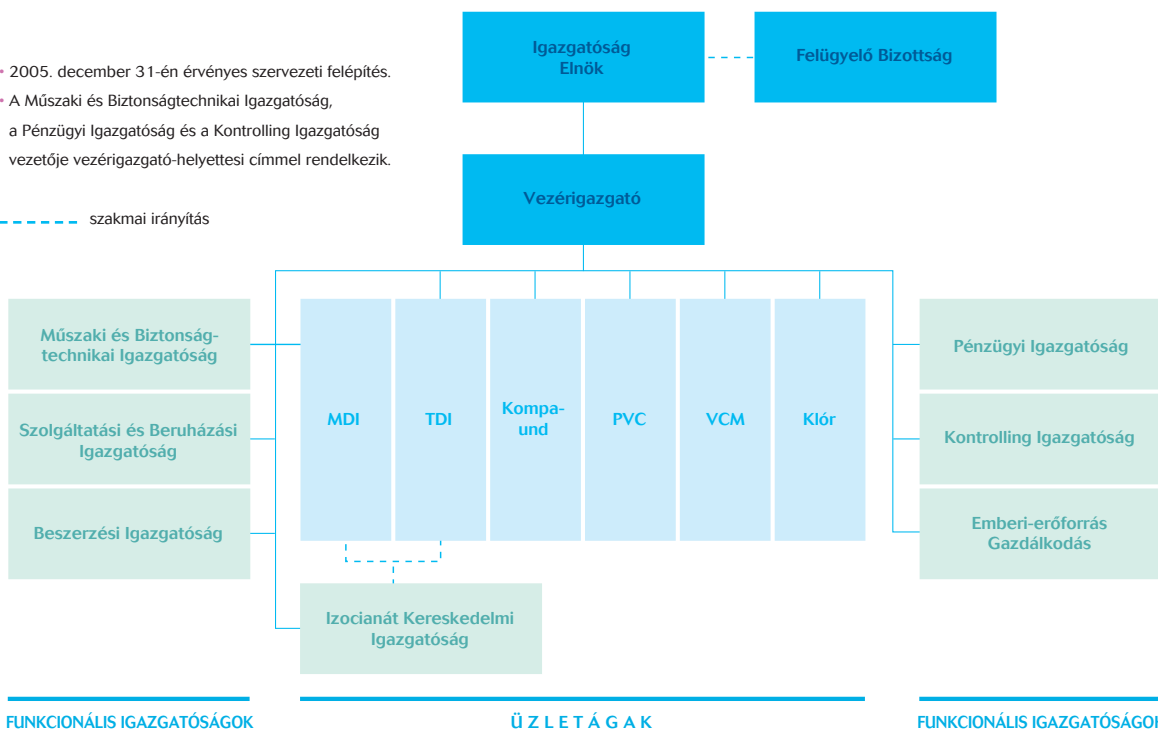 Igazgatóság
Elnök
Felügyelő Bizottság
• 2005. december 31-én érvényes szervezeti felépítés.
• A Műszaki és Biztonságtechnikai Igazgatóság,
a Pénzügyi Igazgatóság és a Kontrolling Igazgatóság
vezetője vezérigazgató-helyettesi címmel rendelkezik.
Vezérigazgató
szakmai irányítás
Műszaki és Biztonság-
technikai Igazgatóság
Szolgáltatási és Beruházási
Igazgatóság
Beszerzési Igazgatóság
MDI
TDI
Kompa-
und
PVC
VCM
Klór
Pénzügyi Igazgatóság
Kontrolling Igazgatóság
Emberi-erőforrás
Gazdálkodás
Izocianát Kereskedelmi
Igazgatóság
FUNKCIONÁLIS IGAZGATÓSÁGOK
ÜZLETÁGAK
FUNKCIONÁLIS IGAZGATÓSÁGOK